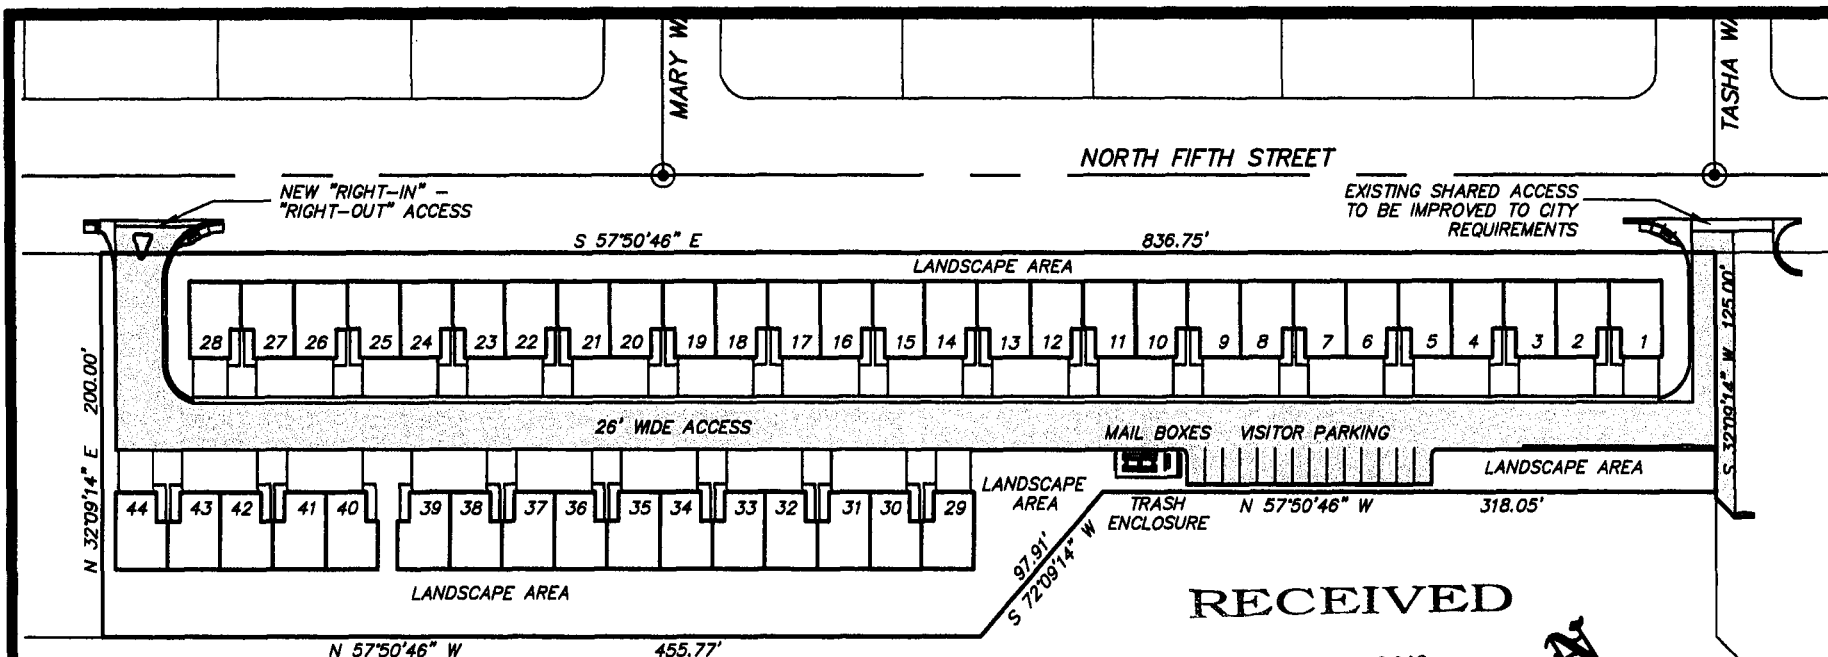 MARY WA
TASHA WA
NORTH FIFTH STREET
NEW "RIGHT-IN" -
"RIGHT-OUT" ACCESS
EXISTING SHARED ACCESS
TO BE IMPROVED TO CITY
REQUIREMENTS
S 57°50'46" E
836.75'
LANDSCAPE AREA
28 27 26 25 24 23 22 21 20 19 18 17 16 15 14 13 12 11 10 9 8 7 6 5 4 3 2 1
N 32°09'14" E 200.00'
S 32°09'14" W 125.00'
26' WIDE ACCESS
MAIL BOXES
VISITOR PARKING
LANDSCAPE AREA
LANDSCAPE
AREA
TRASH
ENCLOSURE
N 57°50'46" W
318.05'
44 43 42 41 40 39 38 37 36 35 34 33 32 31 30 29
97.91'
S 72°09'14" W
LANDSCAPE AREA
RECEIVED
N 57°50'46" W
455.77'